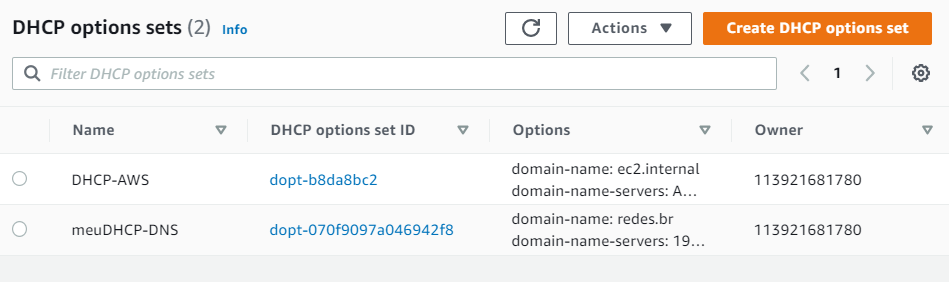 DHCP options sets (2) Info
Actions
Create DHCP options set
Filter DHCP options sets
1
Name DHCP options set ID Options Owner
DHCP-AWS dopt-b8da8bc2 domain-name: ec2.internal 113921681780
domain-name-servers: A...
meuDHCP-DNS dopt-070f9097a046942f8 domain-name: redes.br 113921681780
domain-name-servers: 19...